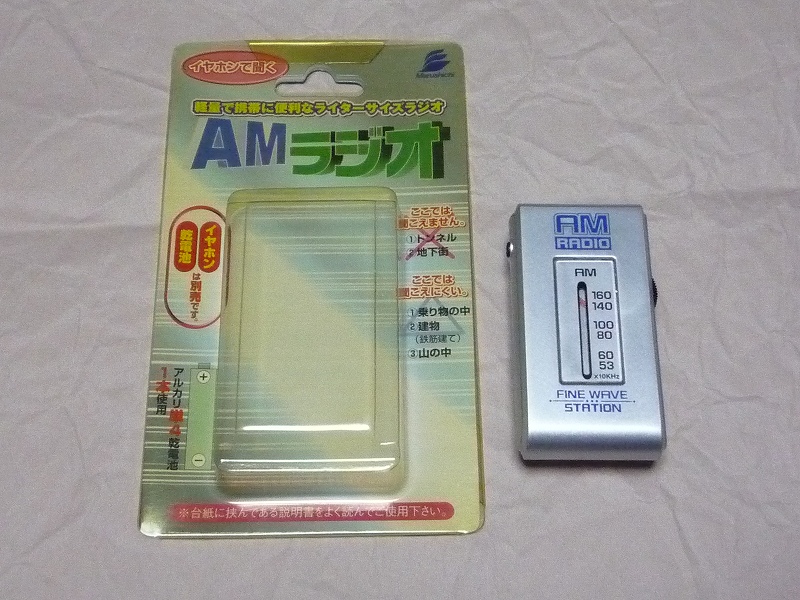 イヤホンで聞く
Marushichi
軽量で携帯に便利なライターサイズラジオ
AMラジオ
イヤホン
乾電池
は別売です。
ここでは
聞こえません。
①トンネル
②地下街
ここでは
聞こえにくい。
①乗り物の中
②建物
(鉄筋建て)
③山の中
アルカリ単4乾電池
1本使用
+
-
※台紙に挟んである説明書をよく読んでご使用下さい。
AM
RADIO
AM
160
140
100
80
60
53
×10KHz
FINE WAVE
STATION